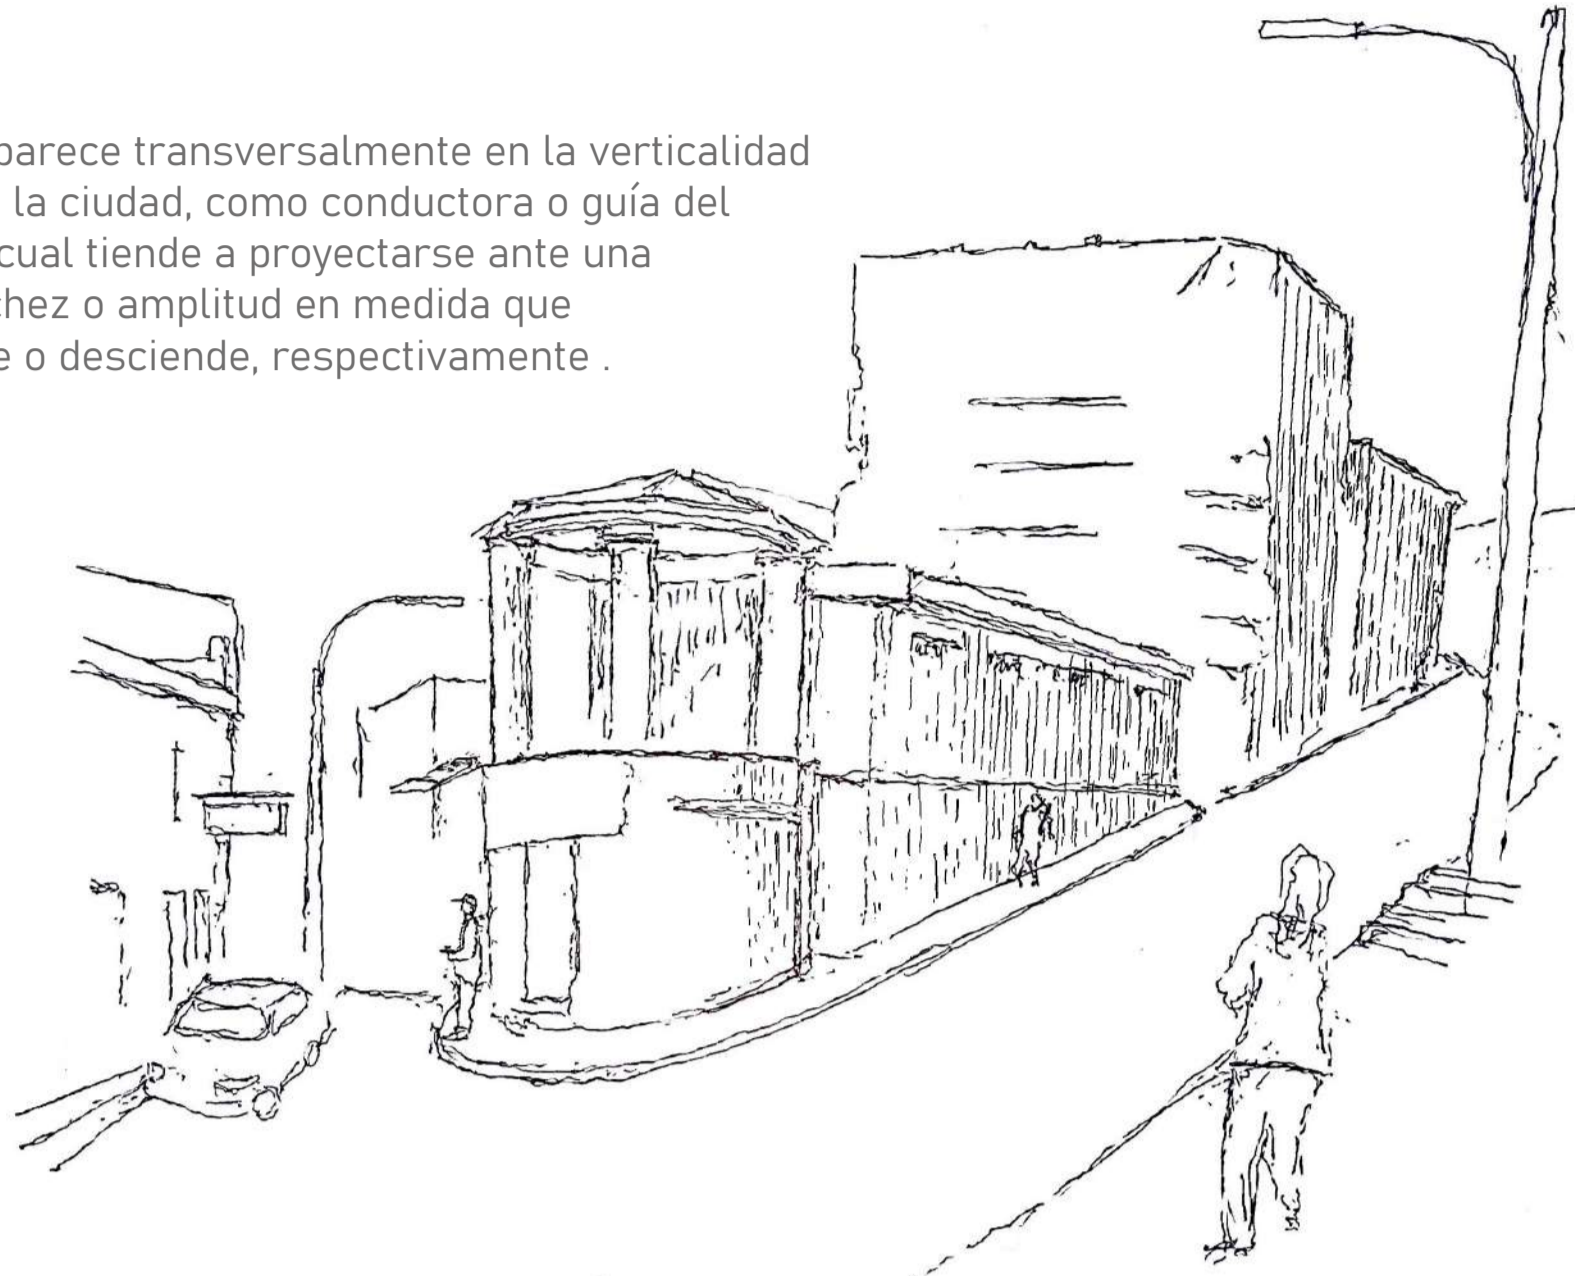 parece transversalmente en la verticalidad
la ciudad, como conductora o guía del
cual tiende a proyectarse ante una
chez o amplitud en medida que
e o desciende, respectivamente .